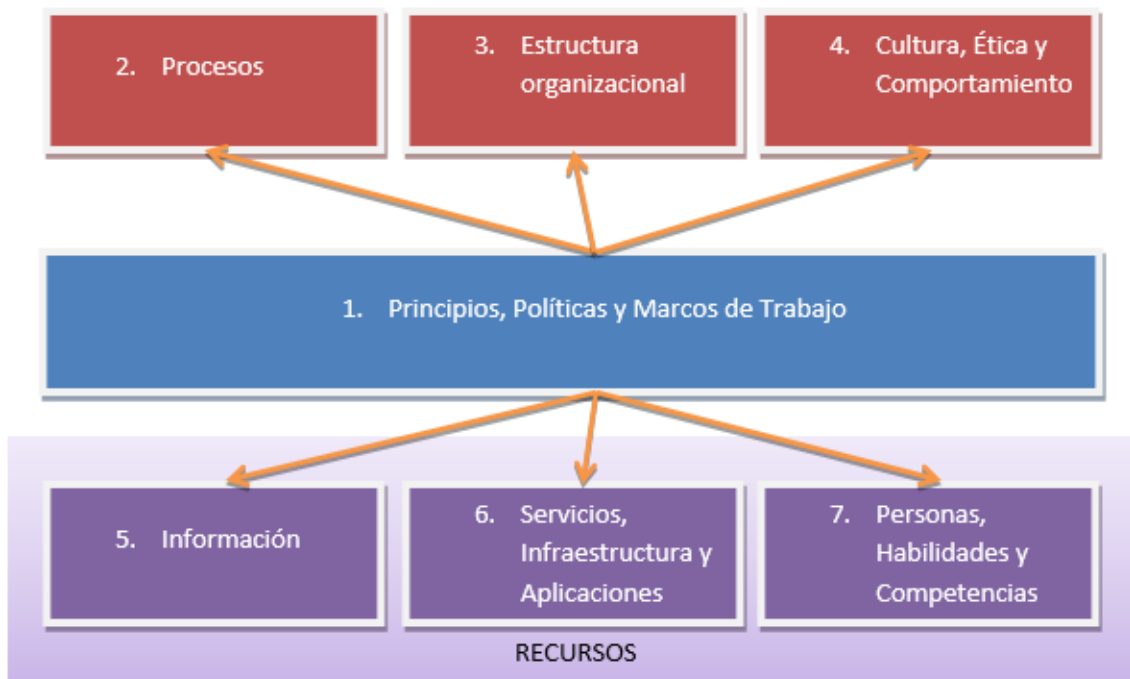 2. Procesos
3. Estructura
organizacional
4. Cultura, Ética y
Comportamiento
1. Principios, Políticas y Marcos de Trabajo
5. Información
6. Servicios,
Infraestructura y
Aplicaciones
7. Personas,
Habilidades y
Competencias
RECURSOS